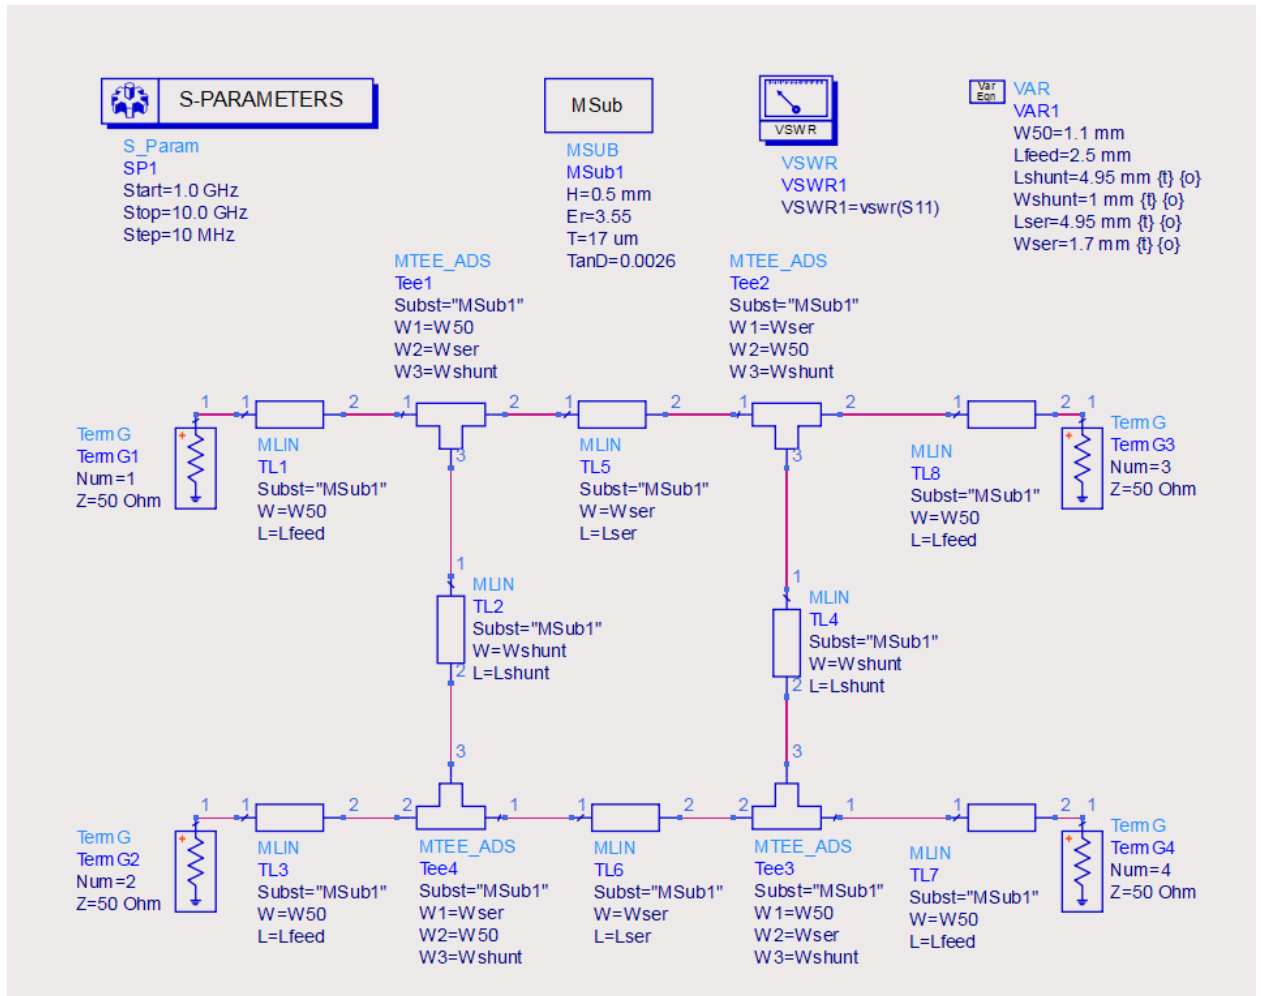 S-PARAMETERS
S_Param
SP1
Start=1.0 GHz
Stop=10.0 GHz
Step=10 MHz
MSub
MSUB
MSub1
H=0.5 mm
Er=3.55
T=17 um
TanD=0.0026
VSWR
VSWR
VSWR1
VSWR1=vswr(S11)
Var
Eqn
VAR
VAR1
W50=1.1 mm
Lfeed=2.5 mm
Lshunt=4.95 mm {t} {o}
Wshunt=1 mm {t} {o}
Lser=4.95 mm {t} {o}
Wser=1.7 mm {t} {o}
MTEE_ADS
Tee1
Subst="MSub1"
W1=W50
W2=Wser
W3=Wshunt
MTEE_ADS
Tee2
Subst="MSub1"
W1=Wser
W2=W50
W3=Wshunt
1 1 2 1 2 1 2 1 2 1 2 1
3 3
TermG
TermG1
Num=1
Z=50 Ohm
MLIN
TL1
Subst="MSub1"
W=W50
L=Lfeed
MLIN
TL5
Subst="MSub1"
W=Wser
L=Lser
MLIN
TL8
Subst="MSub1"
W=W50
L=Lfeed
TermG
TermG3
Num=3
Z=50 Ohm
1
MLIN
TL2
Subst="MSub1"
W=Wshunt
L=Lshunt
2
1
MLIN
TL4
Subst="MSub1"
W=Wshunt
L=Lshunt
2
3 3
1 1 2 2 1 1 2 2 1 1 2 1
TermG
TermG2
Num=2
Z=50 Ohm
MLIN
TL3
Subst="MSub1"
W=W50
L=Lfeed
MTEE_ADS
Tee4
Subst="MSub1"
W1=Wser
W2=W50
W3=Wshunt
MLIN
TL6
Subst="MSub1"
W=Wser
L=Lser
MTEE_ADS
Tee3
Subst="MSub1"
W1=W50
W2=Wser
W3=Wshunt
MLIN
TL7
Subst="MSub1"
W=W50
L=Lfeed
TermG
TermG4
Num=4
Z=50 Ohm